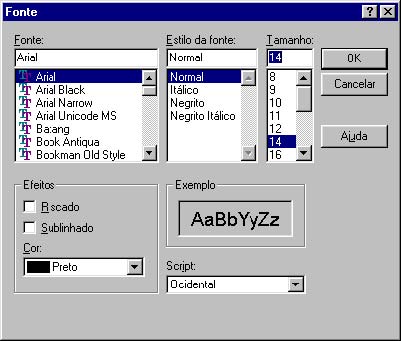 Fonte
Fonte:
Estilo da fonte:
Tamanho:
Arial
Normal
14
OK
Arial
Arial Black
Arial Narrow
Arial Unicode MS
Batang
Book Antiqua
Bookman Old Style
Normal
Itálico
Negrito
Negrito Itálico
8
9
10
11
12
14
16
Cancelar
Ajuda
Efeitos
Riscado
Sublinhado
Cor:
Preto
Exemplo
AaBbYyZz
Script:
Ocidental